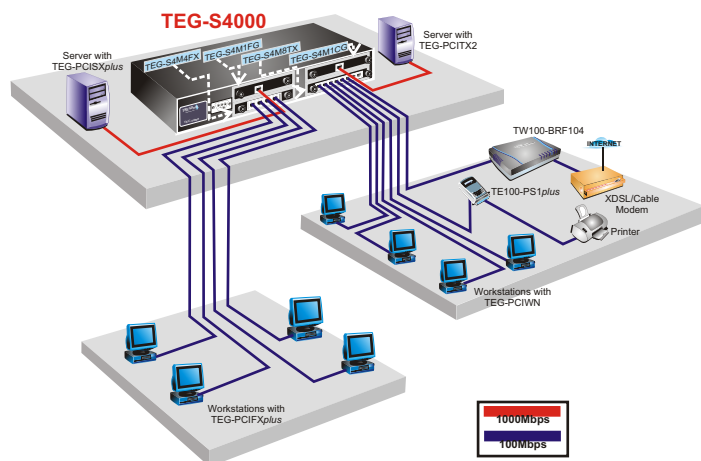 TEG-S4000
Server with
TEG-PCISXplus
TEG-S4M4FX
TEG-S4M1FG
TEG-S4M8TX
TEG-S4M1CG
Server with
TEG-PCITX2
TW100-BRF104
INTERNET
TE100-PS1plus
XDSL/Cable
Modem
Printer
Workstations with
TEG-PCIWN
Workstations with
TEG-PCIFXplus
1000Mbps
100Mbps